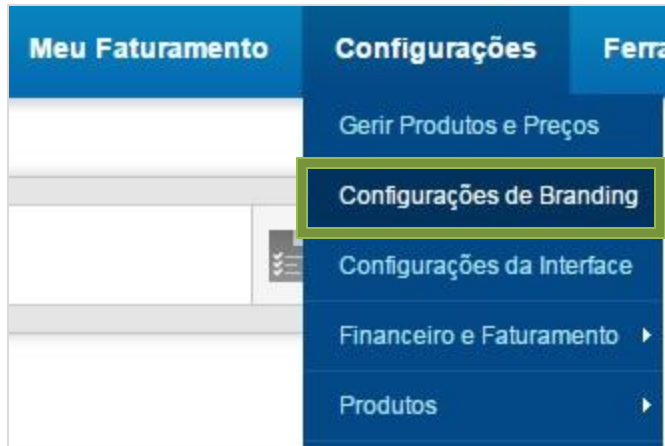 Meu Faturamento Configurações
Gerir Produtos e Preços
Configurações de Branding
Configurações da Interface
Financeiro e Faturamento
Produtos